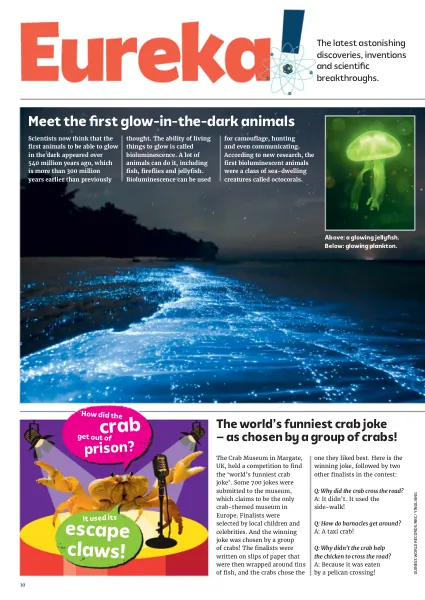 Eureka!
The latest astonishing
discoveries, inventions
and scientific
breakthroughs.
Meet the first glow-in-the-dark animals
Scientists now think that the
first animals to be able to glow
in the dark appeared over
540 million years ago, which
is more than 300 million
years earlier than previously
thought. The ability of living
things to glow is called
bioluminescence. A lot of
animals can do it, including
fish, fireflies and jellyfish.
Bioluminescence can be used
for camouflage, hunting
and even communicating.
According to new research, the
first bioluminescent animals
were a class of sea-dwelling
creatures called octocorals.
Above: a glowing jellyfish.
Below: glowing plankton.
How did the
crab
get out of
prison?
It used its
escape
claws!
The world's funniest crab joke
– as chosen by a group of crabs!
The Crab Museum in Margate,
UK, held a competition to find
the 'world's funniest crab
joke'. Some 700 jokes were
submitted to the museum,
which claims to be the only
crab-themed museum in
Europe. Finalists were
selected by local children and
celebrities. And the winning
joke was chosen by a group
of crabs! The finalists were
written on slips of paper that
were then wrapped around tins
of fish, and the crabs chose the
one they liked best. Here is the
winning joke, followed by two
other finalists in the contest:
Q: Why did the crab cross the road?
A: It didn't. It used the
side-walk!
Q: How do barnacles get around?
A: A taxi crab!
Q: Why didn't the crab help
the chicken to cross the road?
A: Because it was eaten
by a pelican crossing!
10